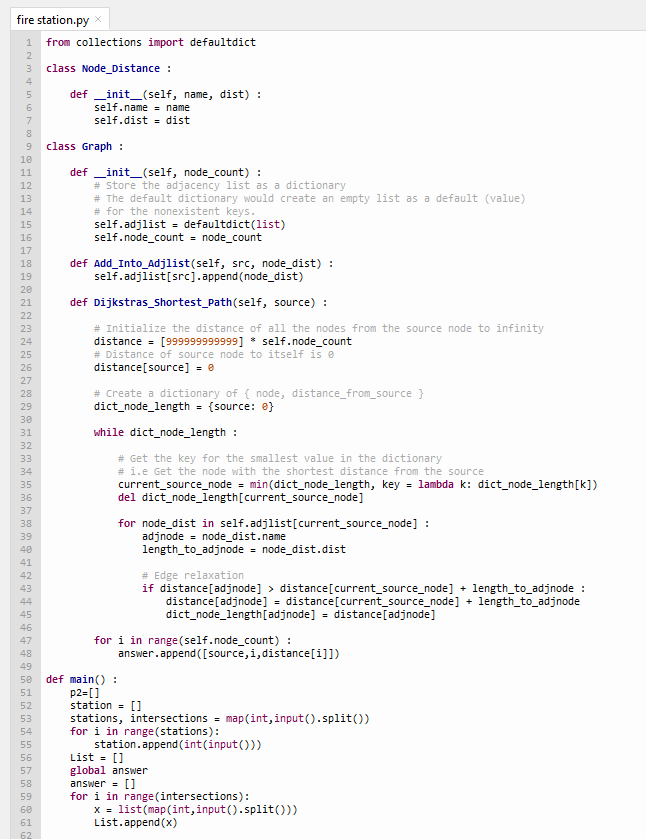 fire station.py ×
1 from collections import defaultdict
2
3 class Node_Distance :
4
5     def __init__(self, name, dist) :
6         self.name = name
7         self.dist = dist
8
9 class Graph :
10
11     def __init__(self, node_count) :
12         # Store the adjacency list as a dictionary
13         # The default dictionary would create an empty list as a default (value)
14         # for the nonexistent keys.
15         self.adjlist = defaultdict(list)
16         self.node_count = node_count
17
18     def Add_Into_Adjlist(self, src, node_dist) :
19         self.adjlist[src].append(node_dist)
20
21     def Dijkstras_Shortest_Path(self, source) :
22
23         # Initialize the distance of all the nodes from the source node to infinity
24         distance = [999999999999] * self.node_count
25         # Distance of source node to itself is 0
26         distance[source] = 0
27
28         # Create a dictionary of { node, distance_from_source }
29         dict_node_length = {source: 0}
30
31         while dict_node_length :
32
33             # Get the key for the smallest value in the dictionary
34             # i.e Get the node with the shortest distance from the source
35             current_source_node = min(dict_node_length, key = lambda k: dict_node_length[k])
36             del dict_node_length[current_source_node]
37
38             for node_dist in self.adjlist[current_source_node] :
39                 adjnode = node_dist.name
40                 length_to_adjnode = node_dist.dist
41
42                 # Edge relaxation
43                 if distance[adjnode] > distance[current_source_node] + length_to_adjnode :
44                     distance[adjnode] = distance[current_source_node] + length_to_adjnode
45                     dict_node_length[adjnode] = distance[adjnode]
46
47         for i in range(self.node_count) :
48             answer.append([source,i,distance[i]])
49
50 def main() :
51     p2=[]
52     station = []
53     stations, intersections = map(int,input().split())
54     for i in range(stations):
55         station.append(int(input()))
56     List = []
57     global answer
58     answer = []
59     for i in range(intersections):
60         x = list(map(int,input().split()))
61         List.append(x)
62